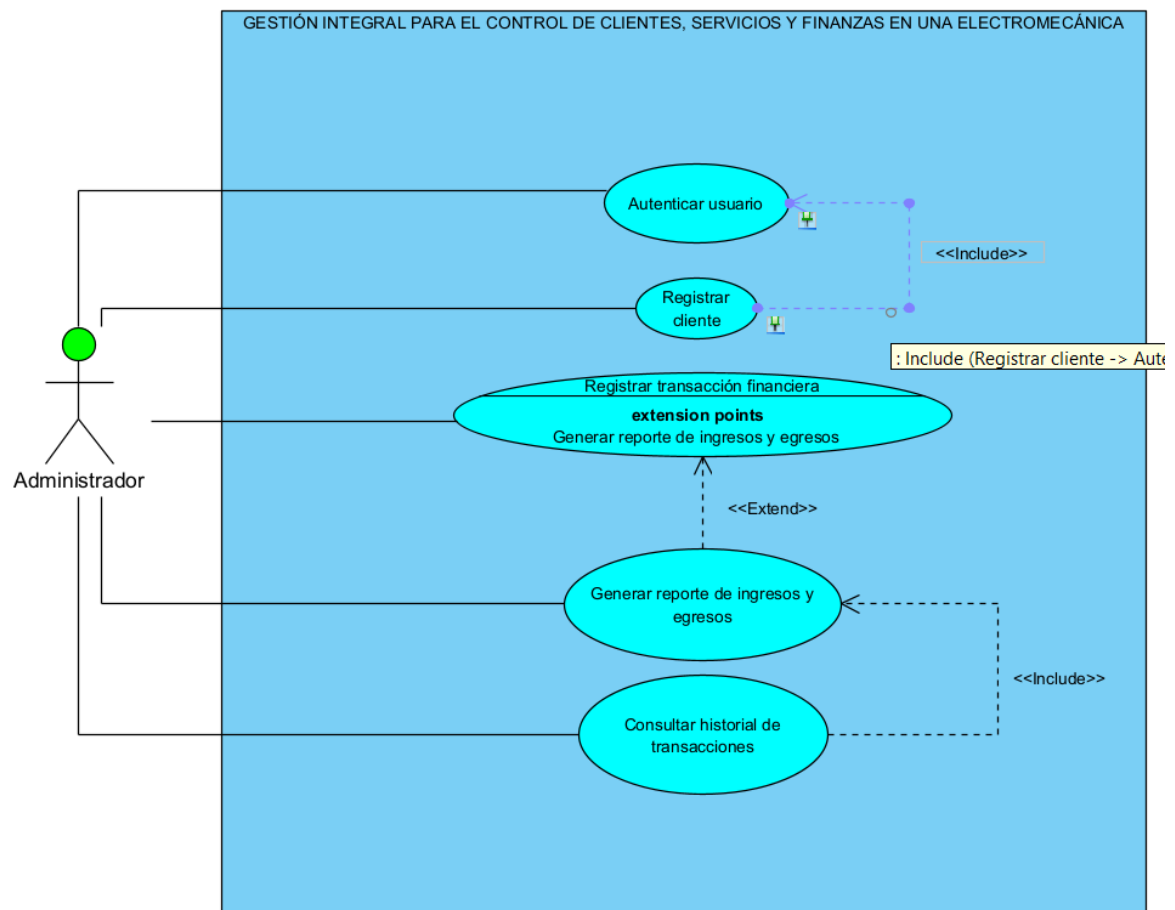 GESTIÓN INTEGRAL PARA EL CONTROL DE CLIENTES, SERVICIOS Y FINANZAS EN UNA ELECTROMECÁNICA
Autenticar usuario
<<Include>>
Registrar
cliente
: Include (Registrar cliente -> Aute
Registrar transacción financiera
extension points
Generar reporte de ingresos y egresos
Administrador
<<Extend>>
Generar reporte de ingresos y
egresos
<<Include>>
Consultar historial de
transacciones